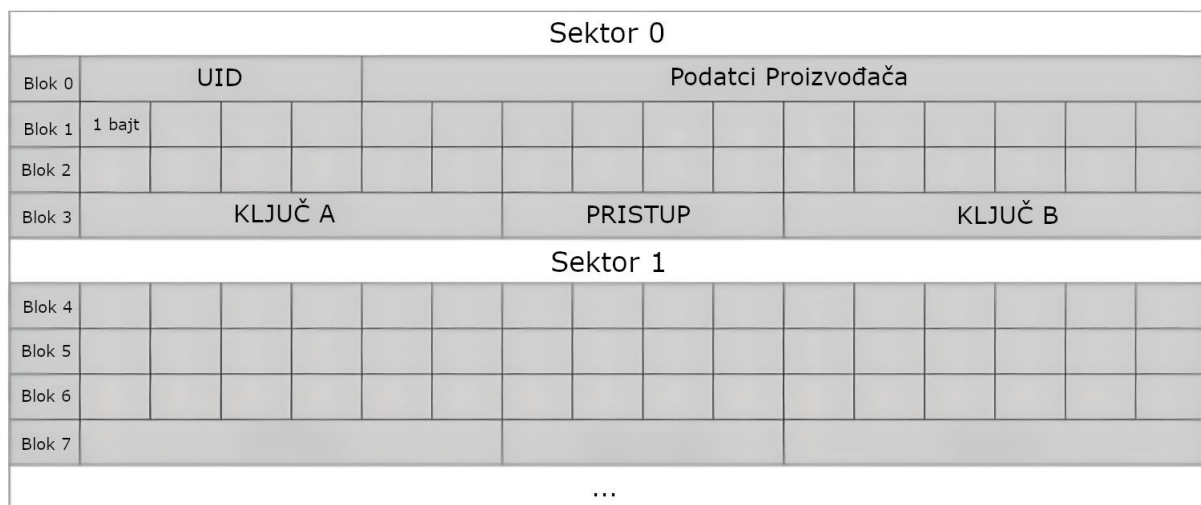 Sektor 0
Blok 0 UID Podatci Proizvođača
Blok 1 1 bajt
Blok 2
Blok 3 KLJUČ A PRISTUP KLJUČ B
Sektor 1
Blok 4
Blok 5
Blok 6
Blok 7
...